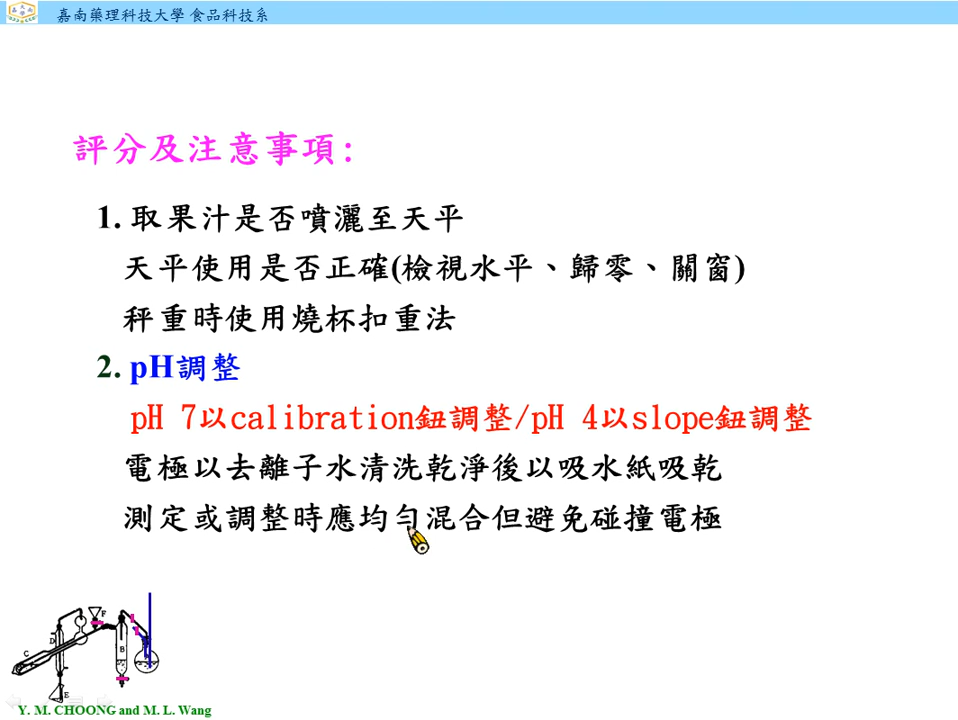 嘉南藥理科技大學 食品科技系
評分及注意事項:
1. 取果汁是否噴灑至天平
天平使用是否正確(檢視水平、歸零、關窗)
秤重時使用燒杯扣重法
2. pH調整
pH 7以calibration鈕調整/pH 4以slope鈕調整
電極以去離子水清洗乾淨後以吸水紙吸乾
測定或調整時應均勻混合但避免碰撞電極
F
D
B
C
E
Y. M. CHOONG and M. L. Wang